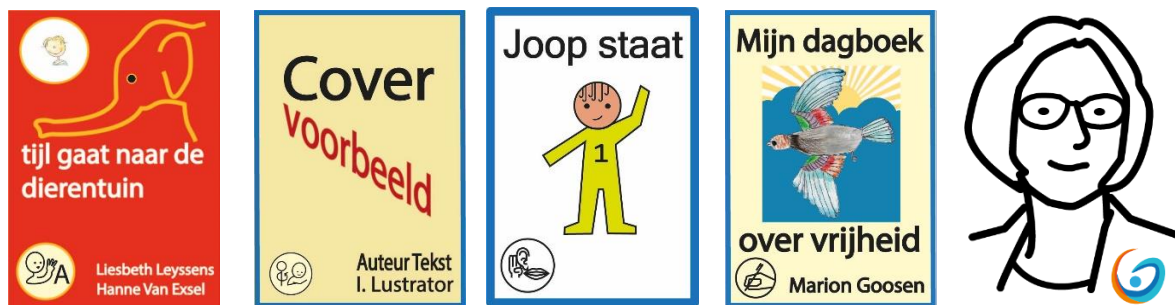 tijl gaat naar de
dierentuin
A
Liesbeth Leyssens
Hanne Van Exsel
Cover
voorbeeld
Auteur Tekst
I. Lustrator
Joop staat
1
Mijn dagboek
over vrijheid
Marion Goosen